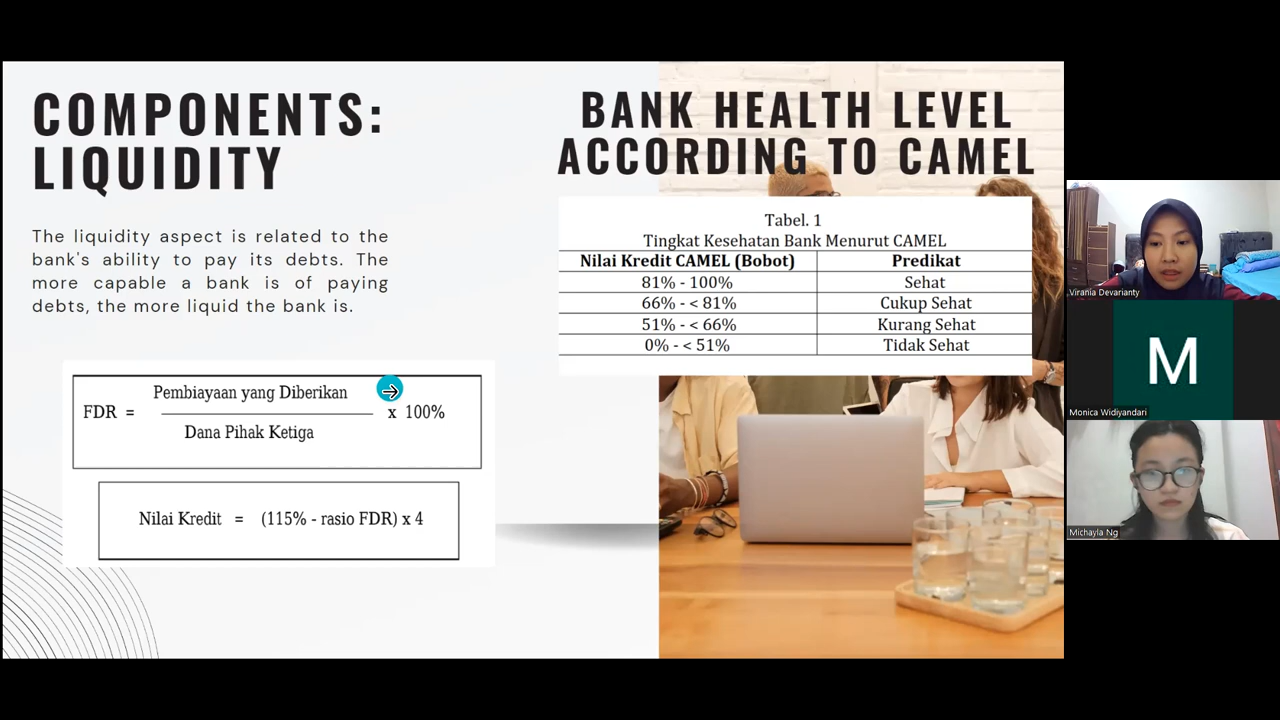 COMPONENTS:
LIQUIDITY
The liquidity aspect is related to the
bank's ability to pay its debts. The
more capable a bank is of paying
debts, the more liquid the bank is.
Pembiayaan yang Diberikan
FDR = x 100%
Dana Pihak Ketiga
Nilai Kredit = (115% - rasio FDR) x 4
BANK HEALTH LEVEL
ACCORDING TO CAMEL
Tabel. 1
Tingkat Kesehatan Bank Menurut CAMEL
Nilai Kredit CAMEL (Bobot) Predikat
81% - 100% Sehat
66% - < 81% Cukup Sehat
51% - < 66% Kurang Sehat
0% - < 51% Tidak Sehat
Virania Devarianty
M
Monica Widiyandari
Michayla Ng